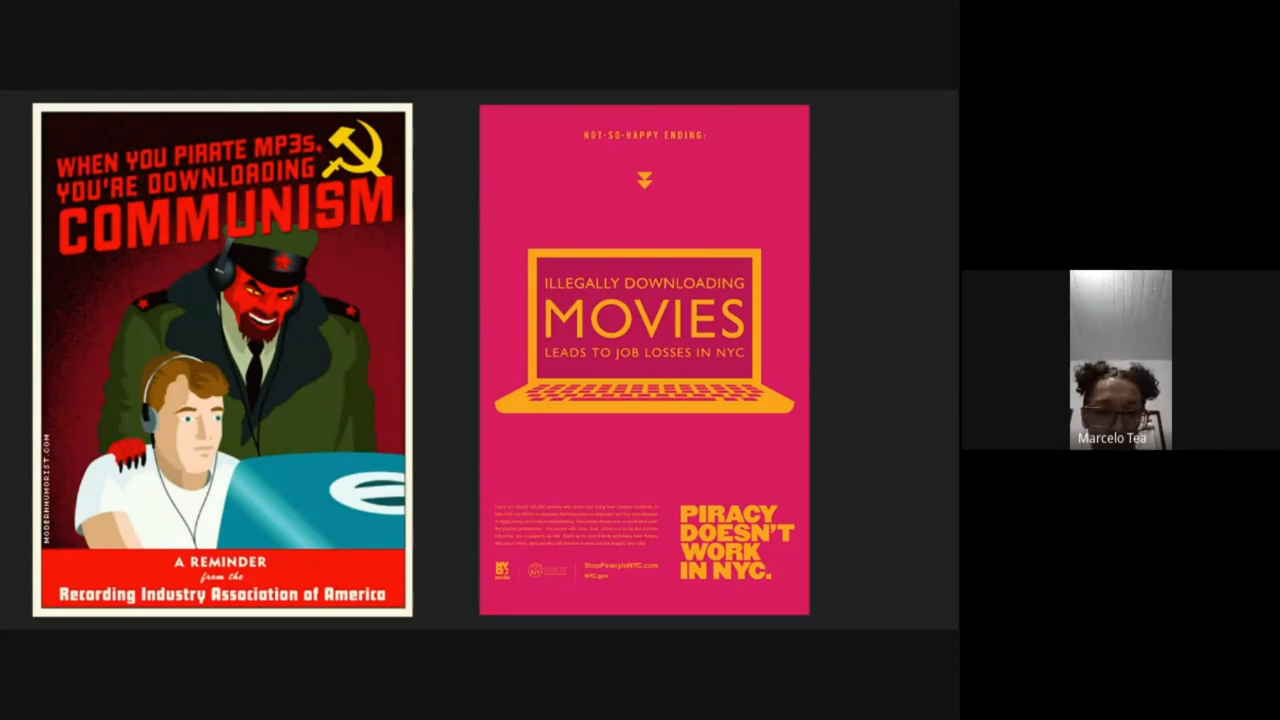 WHEN YOU PIRATE MP3s,
YOU'RE DOWNLOADING
COMMUNISM
MODERNHUMORIST.COM
A REMINDER
from the
Recording Industry Association of America
NOT-SO-HAPPY ENDING:
ILLEGALLY DOWNLOADING
MOVIES
LEADS TO JOB LOSSES IN NYC
PIRACY
DOESN'T
WORK
IN NYC.
StopPiracyInNYC.com
NYC.gov
Marcelo Tea